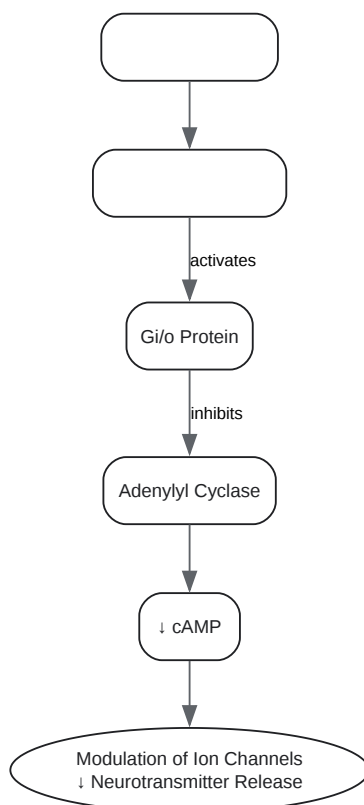 activates
Gi/o Protein
inhibits
Adenylyl Cyclase
↓ cAMP
Modulation of Ion Channels
↓ Neurotransmitter Release